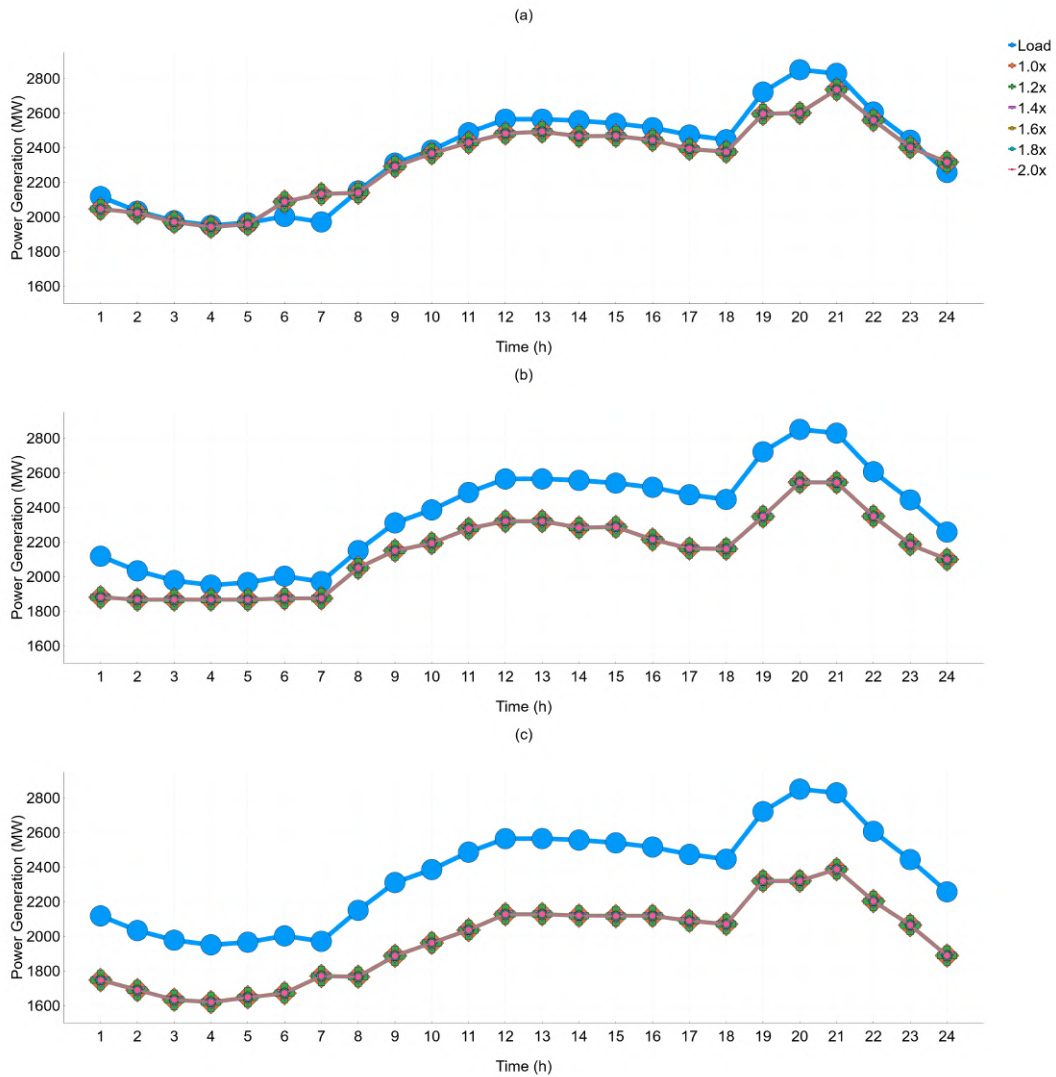 (a)
Power Generation (MW)
2800
2600
2400
2200
2000
1800
1600
1 2 3 4 5 6 7 8 9 10 11 12 13 14 15 16 17 18 19 20 21 22 23 24
Time (h)
Load
1.0x
1.2x
1.4x
1.6x
1.8x
2.0x
(b)
Power Generation (MW)
2800
2600
2400
2200
2000
1800
1600
1 2 3 4 5 6 7 8 9 10 11 12 13 14 15 16 17 18 19 20 21 22 23 24
Time (h)
(c)
Power Generation (MW)
2800
2600
2400
2200
2000
1800
1600
1 2 3 4 5 6 7 8 9 10 11 12 13 14 15 16 17 18 19 20 21 22 23 24
Time (h)